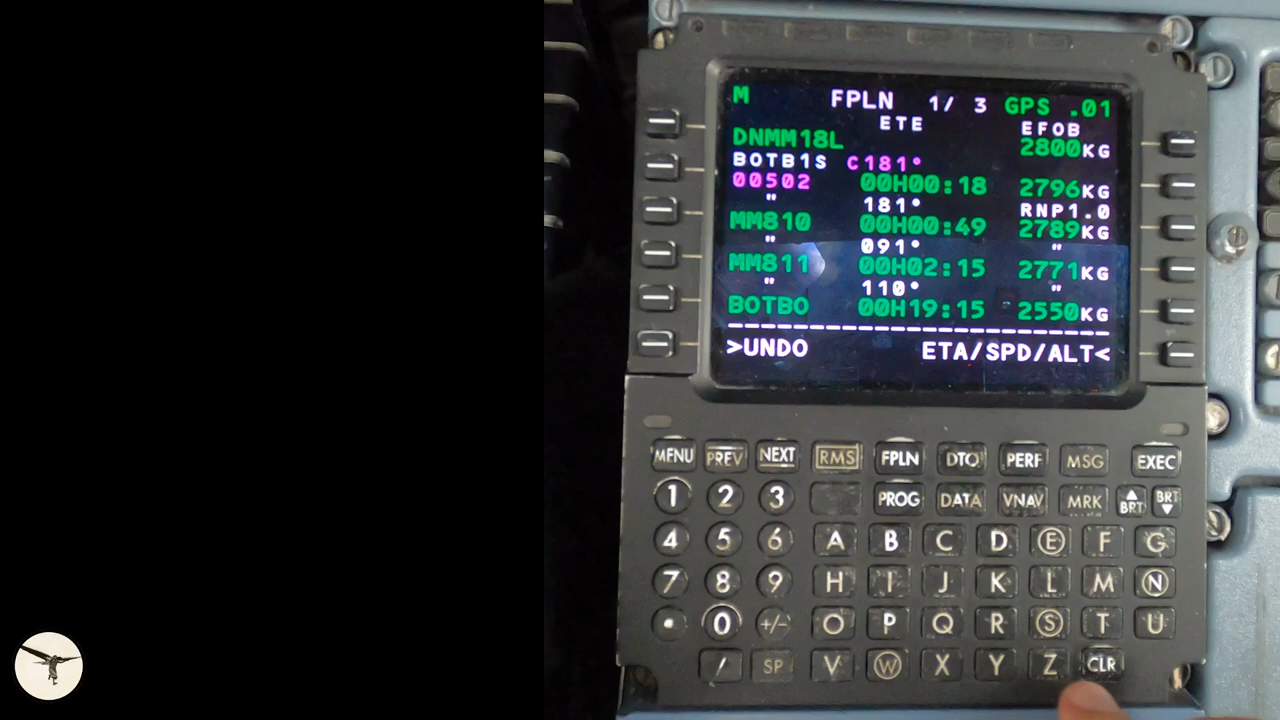 M FPLN 1/ 3 GPS .01
ETE EFOB
DNMM18L 2800KG
BOTB1S C181°
00502 00H00:18 2796KG
" 181° RNP1.0
MM810 00H00:49 2789KG
" 091° "
MM811 00H02:15 2771KG
" 110° "
BOTBO 00H19:15 2550KG
>UNDO ETA/SPD/ALT<
MENU PREV NEXT RMS FPLN DTO PERF MSG EXEC
1 2 3 PROG DATA VNAV MRK ▲ BRT BRT ▼
4 5 6 A B C D E F G
7 8 9 H I J K L M N
• 0 +/- O P Q R S T U
/ SP V W X Y Z CLR